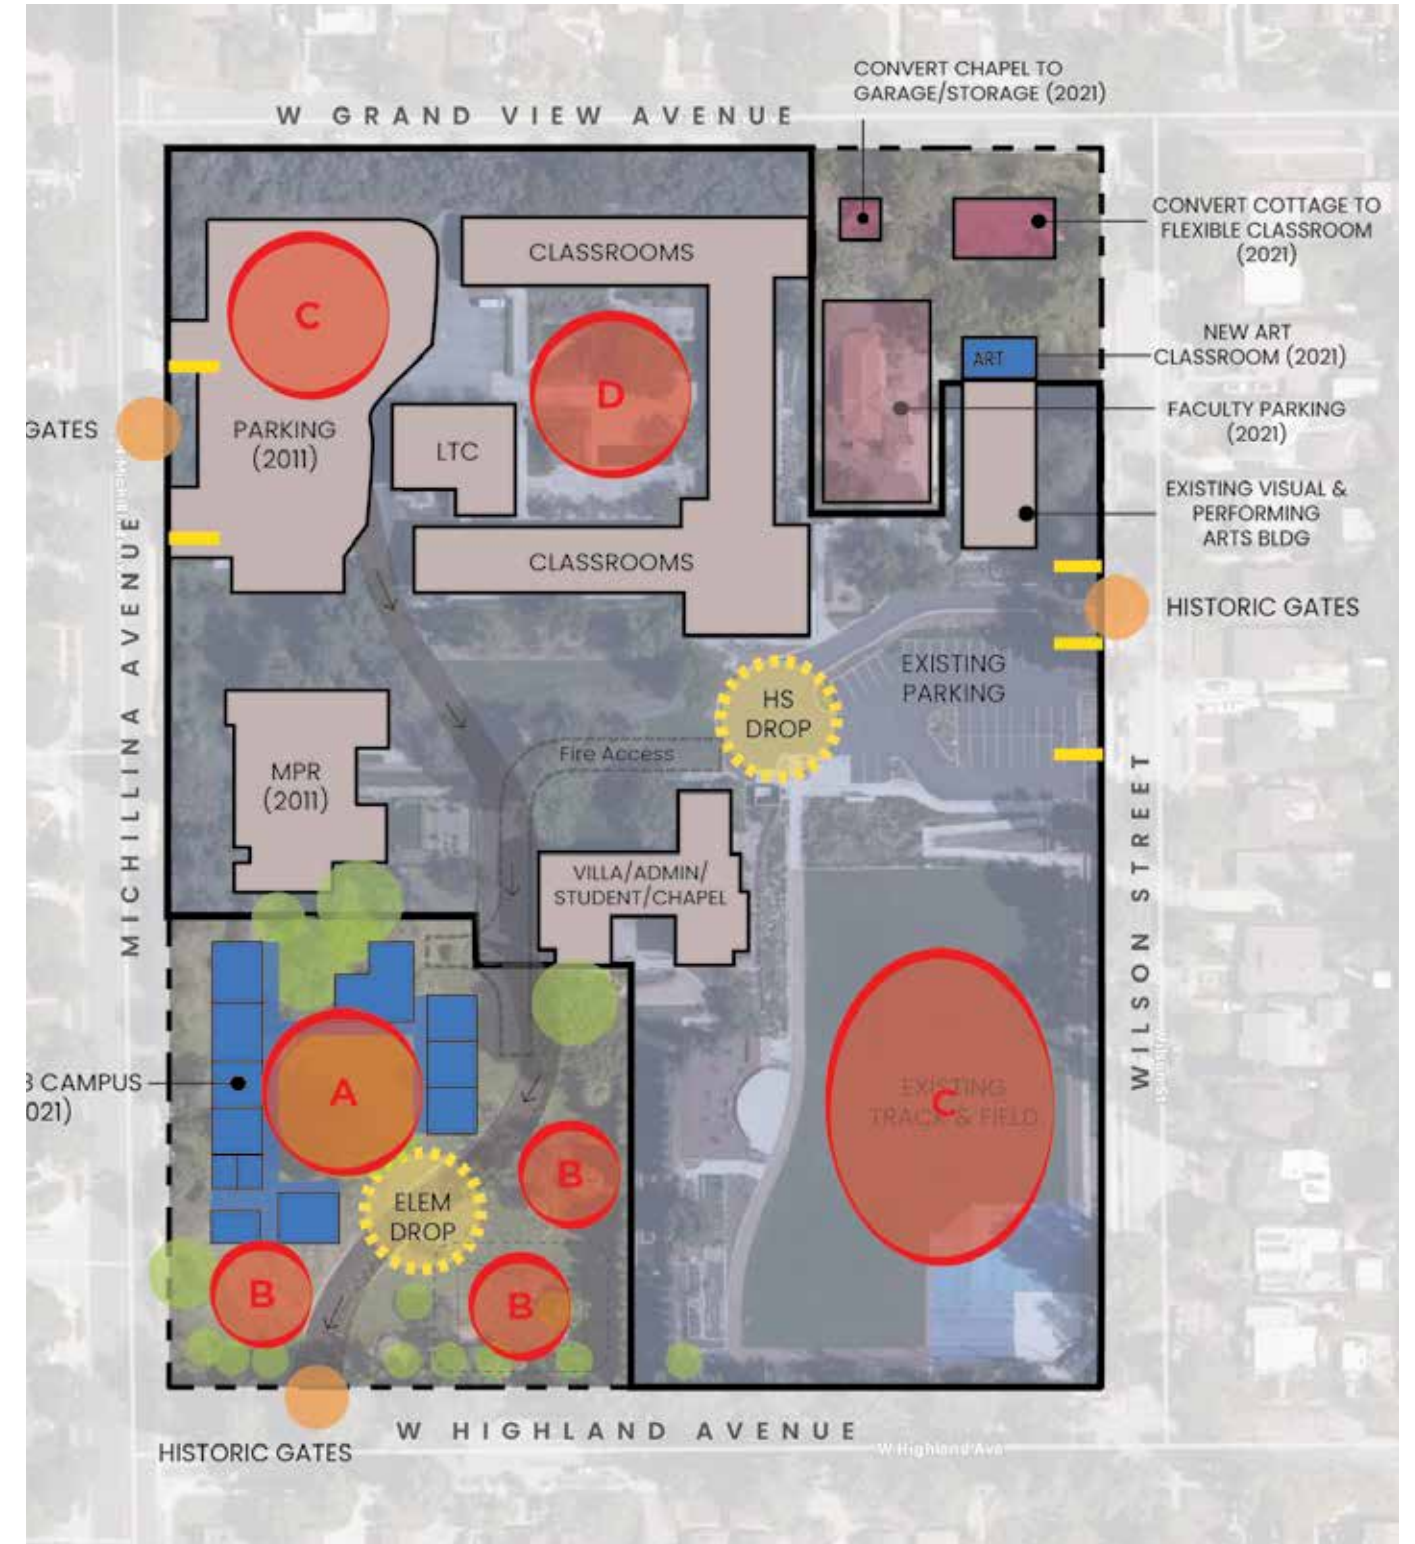 CONVERT CHAPEL TO
GARAGE/STORAGE (2021)
W GRAND VIEW AVENUE
CONVERT COTTAGE TO
FLEXIBLE CLASSROOM
(2021)
CLASSROOMS
C
NEW ART
CLASSROOM (2021)
ART
D
FACULTY PARKING
(2021)
GATES
PARKING
(2011)
LTC
EXISTING VISUAL &
PERFORMING
ARTS BLDG
CLASSROOMS
HISTORIC GATES
MICHILLINA AVENUE
EXISTING
PARKING
HS
DROP
Fire Access
MPR
(2011)
VILLA/ADMIN/
STUDENT/CHAPEL
WILSON STREET
CAMPUS
021)
A
EXISTING
TRACK & FIELD
C
B
ELEM
DROP
B
B
W HIGHLAND AVENUE
W Highland Ave
HISTORIC GATES